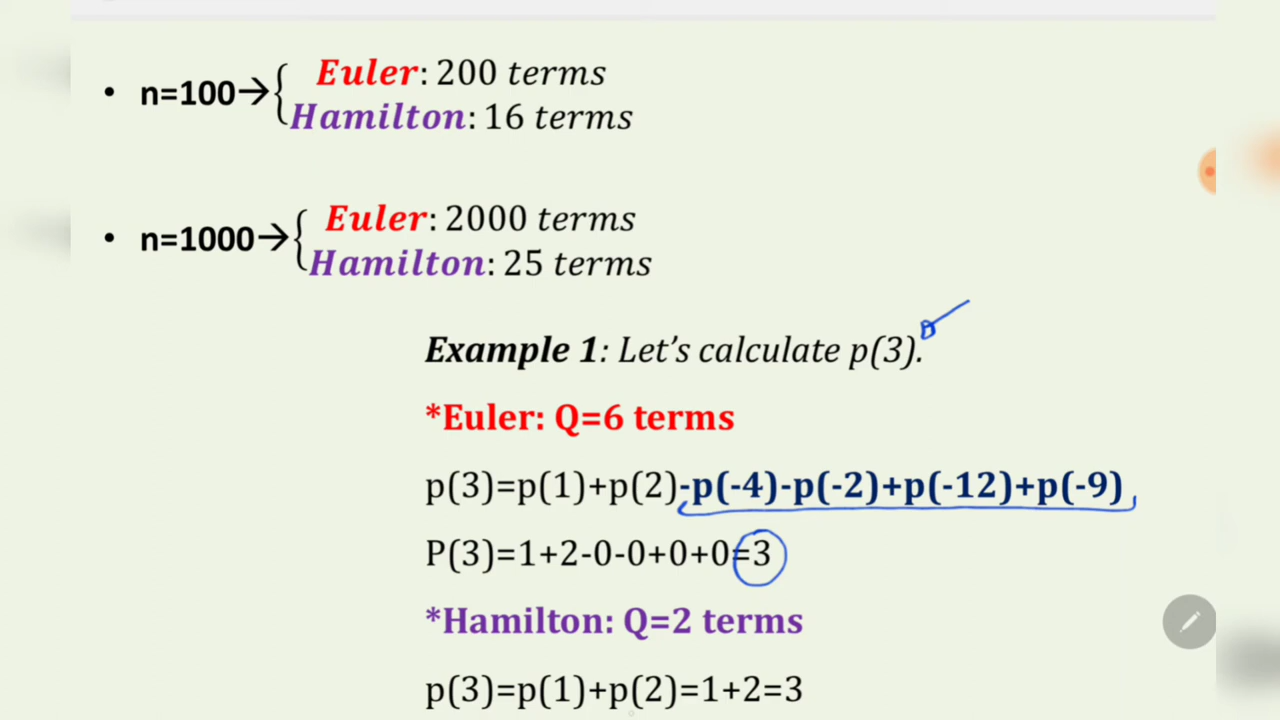 • n=100→{ Euler: 200 terms
Hamilton: 16 terms
• n=1000→{ Euler: 2000 terms
Hamilton: 25 terms
Example 1: Let’s calculate p(3).
*Euler: Q=6 terms
p(3)=p(1)+p(2)-p(-4)-p(-2)+p(-12)+p(-9)
P(3)=1+2-0-0+0+0=3
*Hamilton: Q=2 terms
p(3)=p(1)+p(2)=1+2=3